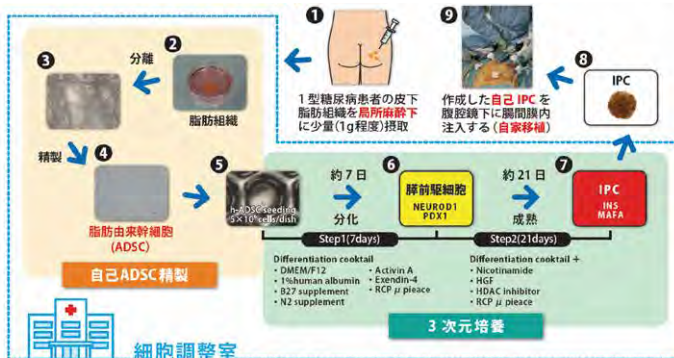 ❶
1型糖尿病患者の皮下
脂肪組織を局所麻酔下
に少量(1g程度)摂取
❷
脂肪組織
分離
❸
精製
❹
脂肪由来幹細胞
(ADSC)
自己ADSC精製
❺
h-ADSC seeding
5×10⁶ cells/dish
約7日
分化
❻
膵前駆細胞
NEUROD1
PDX1
約21日
成熟
❼
IPC
INS
MAFA
❽
IPC
❾
作成した自己IPCを
腹腔鏡下に腸間膜内
注入する(自家移植)
Step1(7days)
Differentiation cooktail
・DMEM/F12
・1%human albumin
・B27 supplement
・N2 supplement
・Activin A
・Exendin-4
・RCP μ pieace
Step2(21days)
Differentiation cooktail +
・Nicotinamide
・HGF
・HDAC inhibitor
・RCP μ pieace
3次元培養
細胞調整室